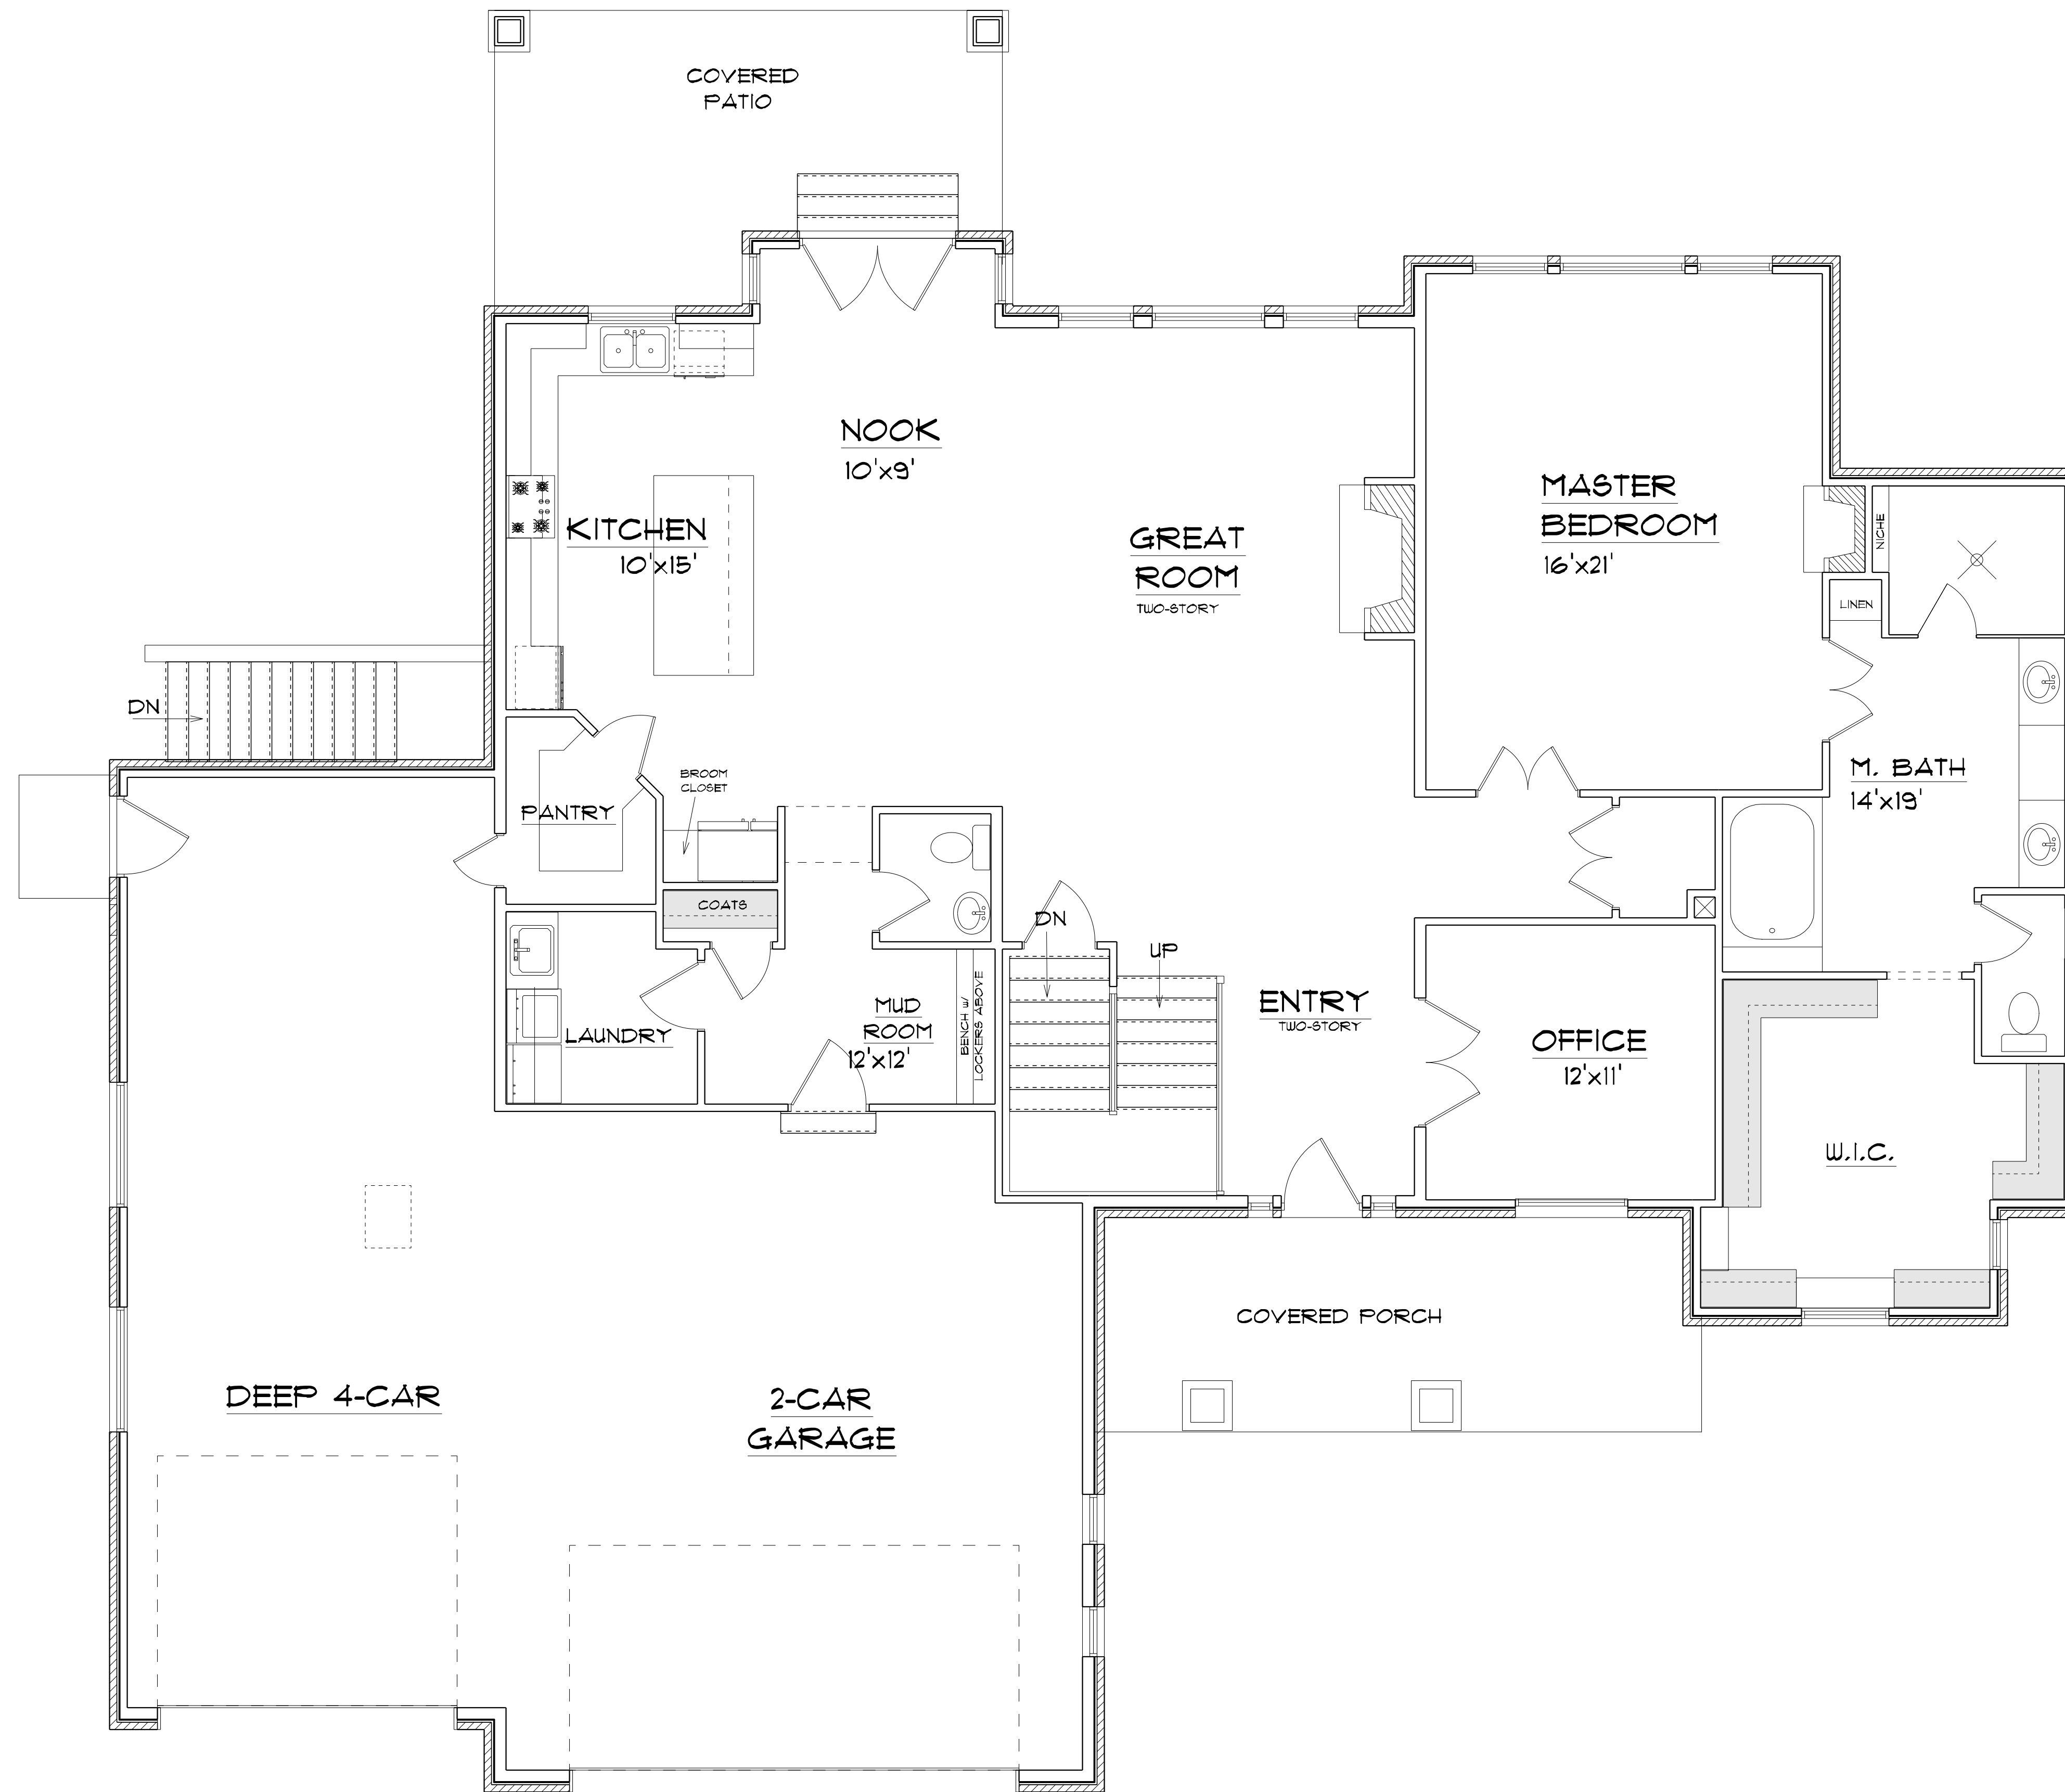 COVERED
PATIO
NOOK
10'x9'
KITCHEN
10'x15'
GREAT
ROOM
TWO-STORY
MASTER
BEDROOM
16'x21'
NICHE
LINEN
DN
BROOM
CLOSET
PANTRY
M. BATH
14'x19'
COATS
DN
UP
LAUNDRY
MUD
ROOM
12'x12'
BENCH w/
LOCKERS ABOVE
ENTRY
TWO-STORY
OFFICE
12'x11'
W.I.C.
COVERED PORCH
DEEP 4-CAR
2-CAR
GARAGE